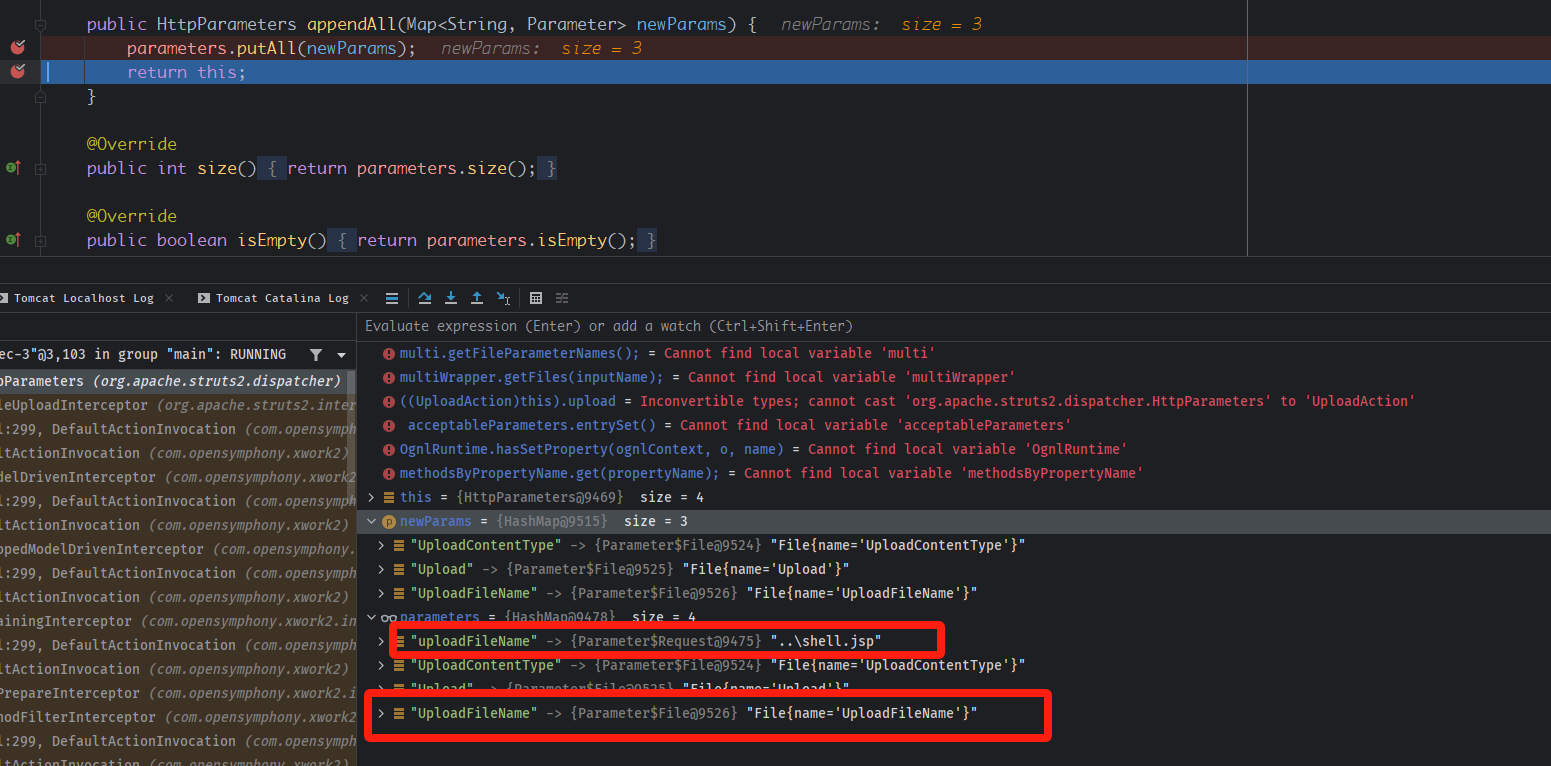 public HttpParameters appendAll(Map<String, Parameter> newParams) {  newParams:  size = 3
parameters.putAll(newParams);  newParams:  size = 3
return this;
}
@Override
public int size() { return parameters.size(); }
@Override
public boolean isEmpty() { return parameters.isEmpty(); }
Tomcat Localhost Log × Tomcat Catalina Log ×
Evaluate expression (Enter) or add a watch (Ctrl+Shift+Enter)
ec-3"@3,103 in group "main": RUNNING
pParameters (org.apache.struts2.dispatcher)
leUploadInterceptor (org.apache.struts2.inter
l:299, DefaultActionInvocation (com.opensymph
ltActionInvocation (com.opensymphony.xwork2)
delDrivenInterceptor (com.opensymphony.xwork2
l:299, DefaultActionInvocation (com.opensymph
ltActionInvocation (com.opensymphony.xwork2)
opedModelDrivenInterceptor (com.opensymphony.
l:299, DefaultActionInvocation (com.opensymph
ltActionInvocation (com.opensymphony.xwork2)
ainingInterceptor (com.opensymphony.xwork2.in
l:299, DefaultActionInvocation (com.opensymph
ltActionInvocation (com.opensymphony.xwork2)
PrepareInterceptor (com.opensymphony.xwork2.i
hodFilterInterceptor (com.opensymphony.xwork2
l:299, DefaultActionInvocation (com.opensymph
ltActionInvocation (com.opensymphony.xwork2)
multi.getFileParameterNames(); = Cannot find local variable 'multi'
multiWrapper.getFiles(inputName); = Cannot find local variable 'multiWrapper'
((UploadAction)this).upload = Inconvertible types; cannot cast 'org.apache.struts2.dispatcher.HttpParameters' to 'UploadAction'
acceptableParameters.entrySet() = Cannot find local variable 'acceptableParameters'
OgnlRuntime.hasSetProperty(ognlContext, o, name) = Cannot find local variable 'OgnlRuntime'
methodsByPropertyName.get(propertyName); = Cannot find local variable 'methodsByPropertyName'
this = {HttpParameters@9469}  size = 4
newParams = {HashMap@9515}  size = 3
"UploadContentType" -> {Parameter$File@9524} "File{name='UploadContentType'}"
"Upload" -> {Parameter$File@9525} "File{name='Upload'}"
"UploadFileName" -> {Parameter$File@9526} "File{name='UploadFileName'}"
parameters = {HashMap@9478}  size = 4
"uploadFileName" -> {Parameter$Request@9475} "..\shell.jsp"
"UploadContentType" -> {Parameter$File@9524} "File{name='UploadContentType'}"
"Upload" -> {Parameter$File@9525} "File{name='Upload'}"
"UploadFileName" -> {Parameter$File@9526} "File{name='UploadFileName'}"